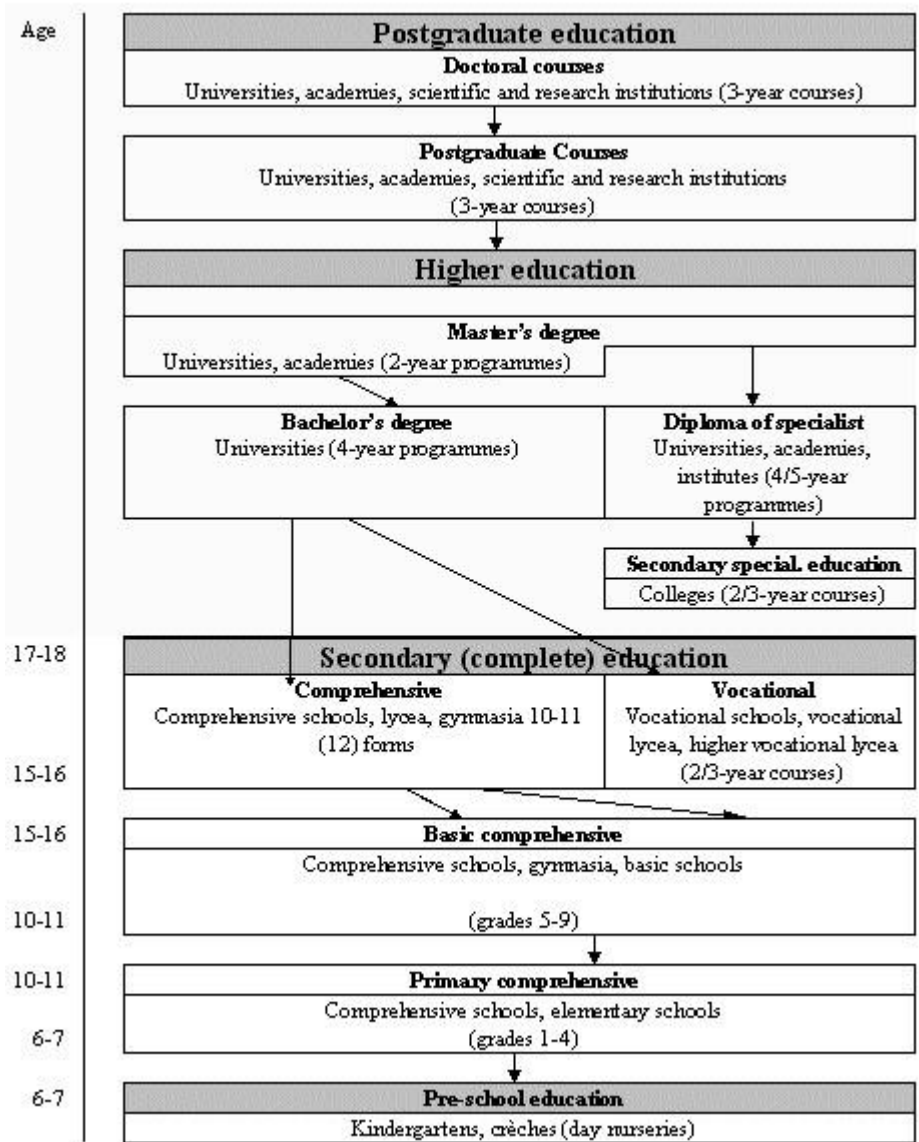 Age
Postgraduate education
Doctoral courses
Universities, academies, scientific and research institutions (3-year courses)
Postgraduate Courses
Universities, academies, scientific and research institutions
(3-year courses)
Higher education
Master's degree
Universities, academies (2-year programmes)
Bachelor's degree
Universities (4-year programmes)
Diploma of specialist
Universities, academies,
institutes (4/5-year
programmes)
Secondary special. education
Colleges (2/3-year courses)
17-18
Secondary (complete) education
Comprehensive
Comprehensive schools, lycea, gymnasia 10-11
(12) forms
Vocational
Vocational schools, vocational
lycea, higher vocational lycea
(2/3-year courses)
15-16
15-16
Basic comprehensive
Comprehensive schools, gymnasia, basic schools
10-11
(grades 5-9)
10-11
Primary comprehensive
Comprehensive schools, elementary schools
6-7
(grades 1-4)
6-7
Pre-school education
Kindergartens, crèches (day nurseries)